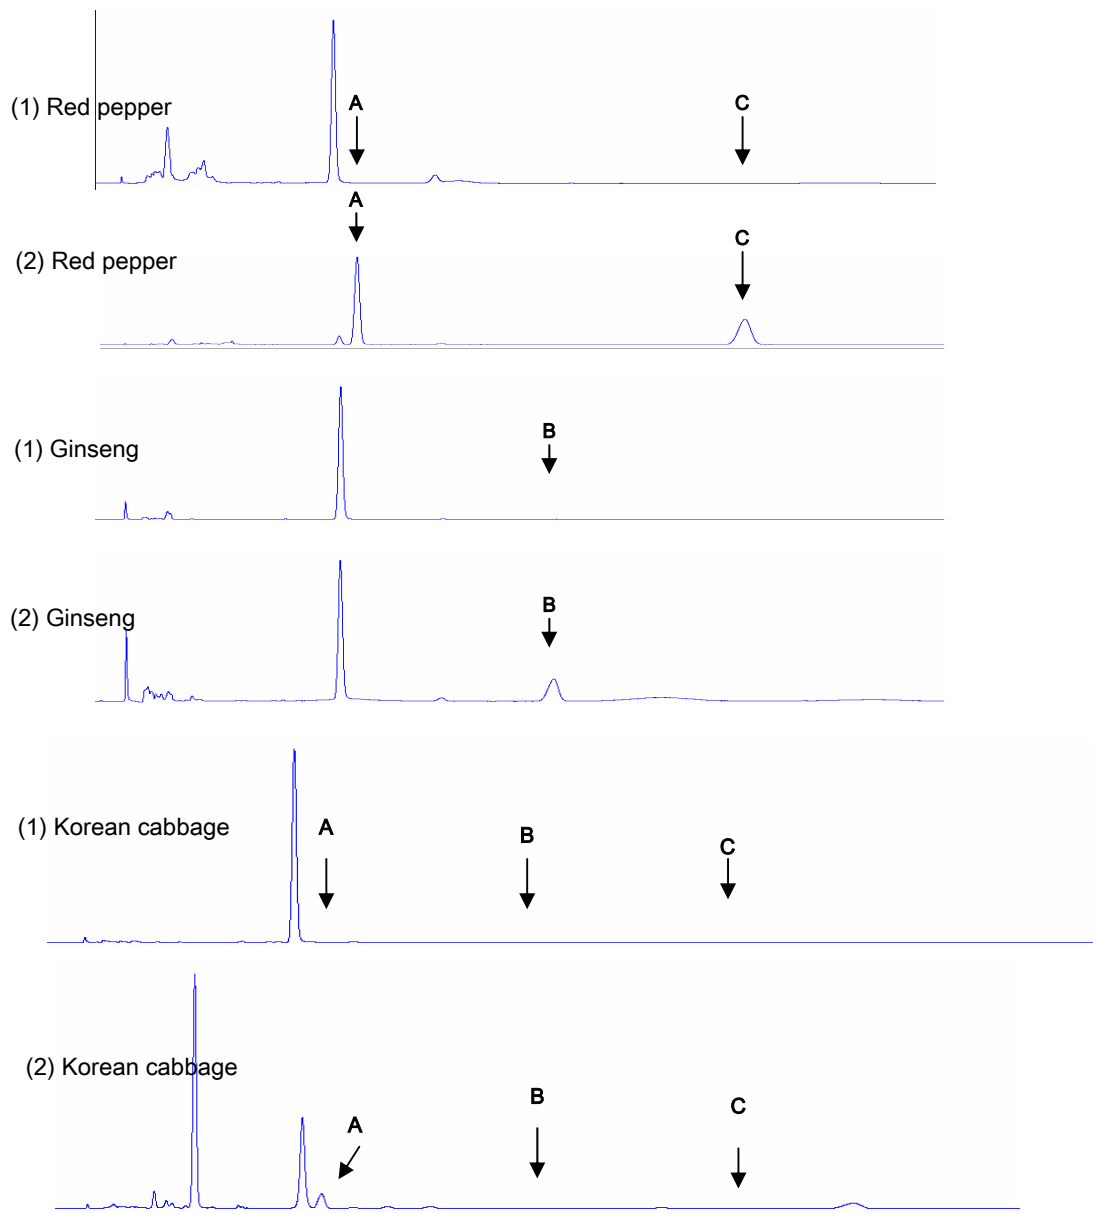 (1) Red pepper
A
C
A
(2) Red pepper
C
(1) Ginseng
B
(2) Ginseng
B
(1) Korean cabbage
A
B
C
(2) Korean cabbage
A
B
C